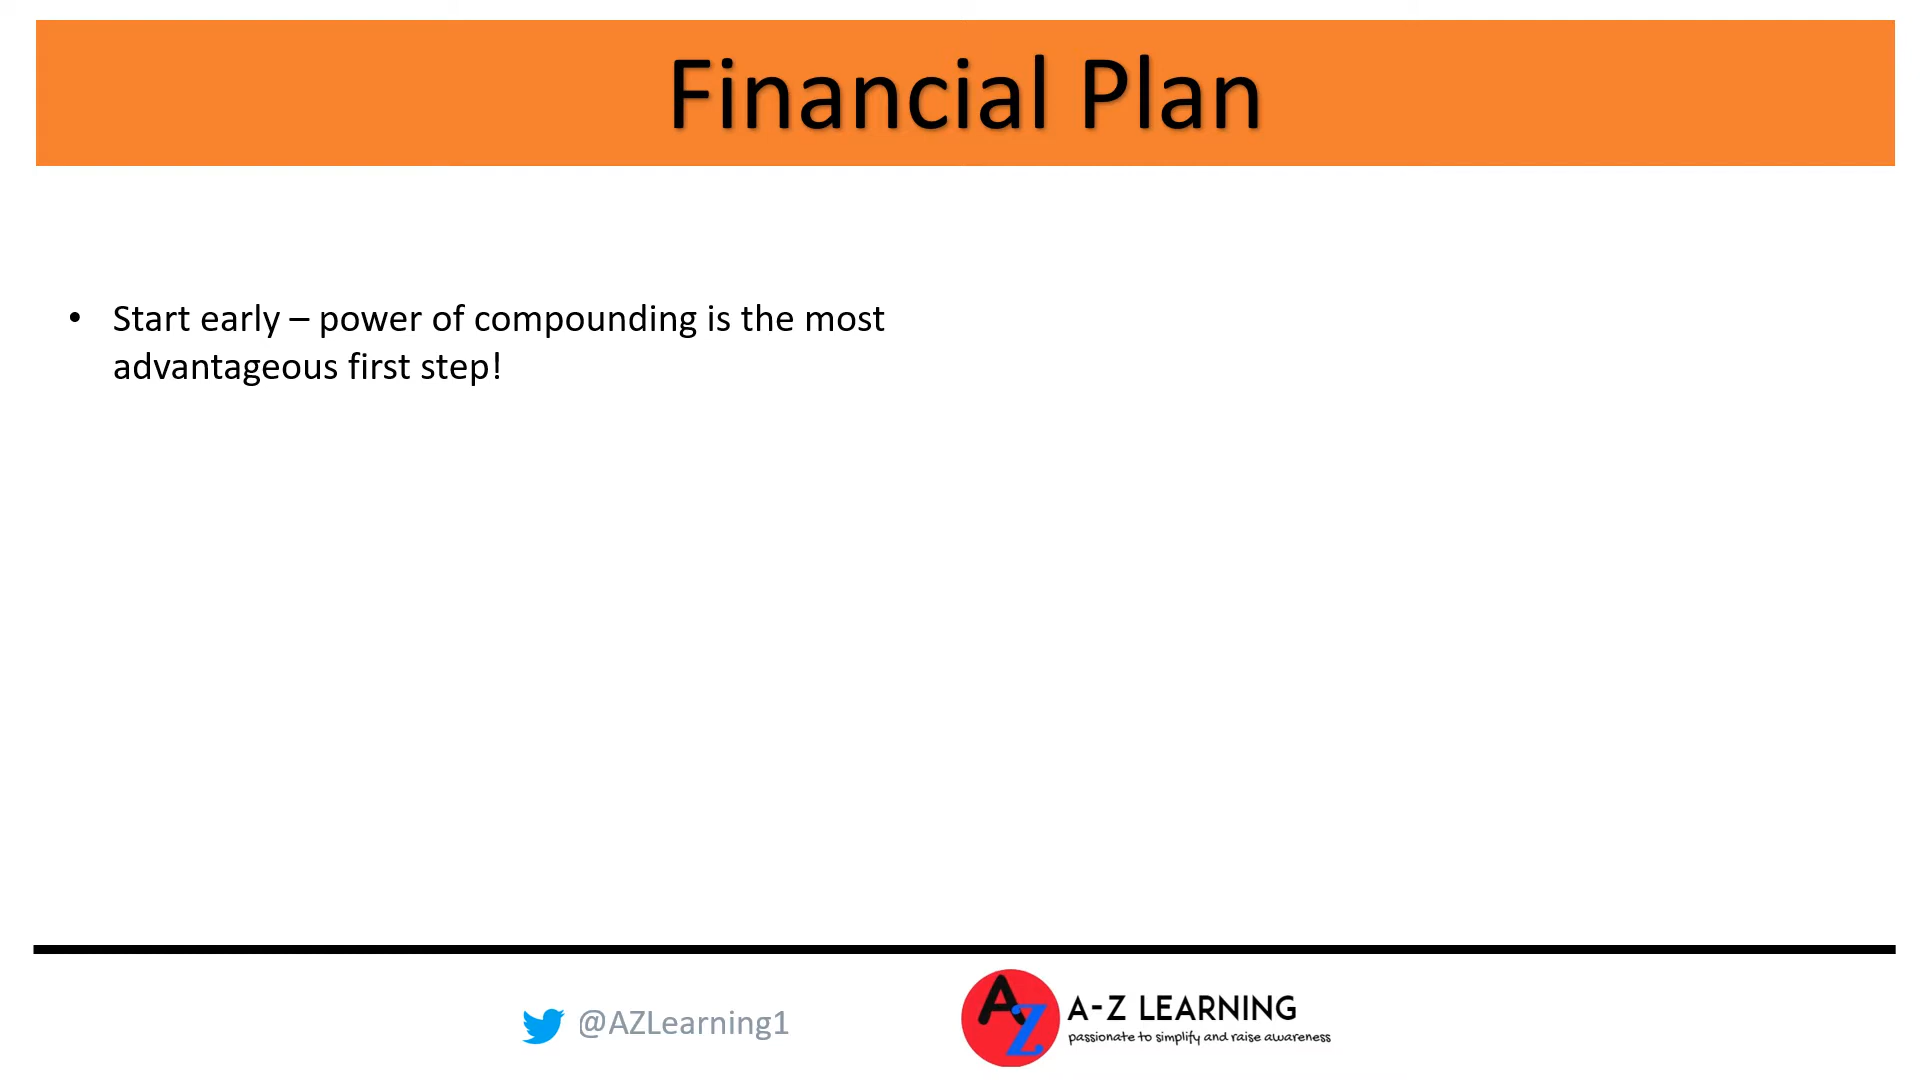 Financial Plan
• Start early – power of compounding is the most
advantageous first step!
@AZLearning1
AZ
A-Z LEARNING
passionate to simplify and raise awareness